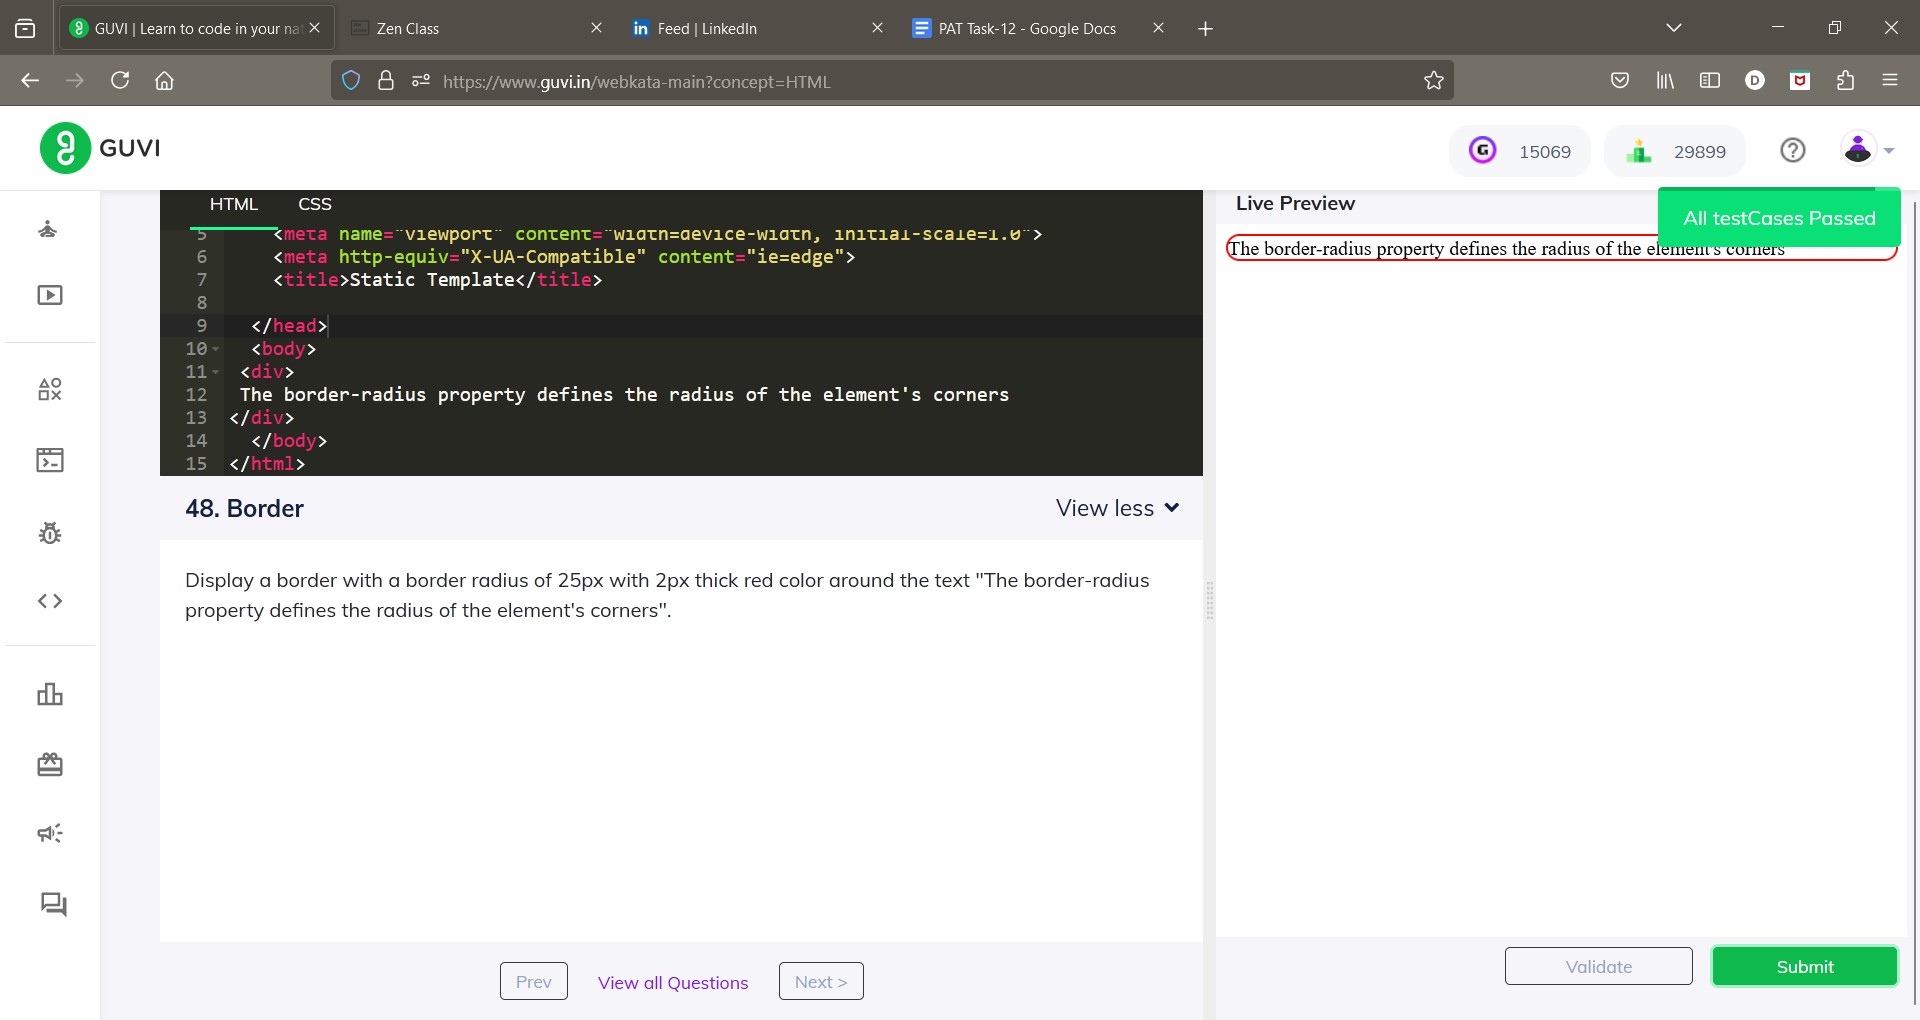 GUVI | Learn to code in your nat
Zen Class
Feed | LinkedIn
PAT Task-12 - Google Docs
https://www.guvi.in/webkata-main?concept=HTML
GUVI
15069
29899
HTML
CSS
Live Preview
All testCases Passed
5 <meta name="viewport" content="width=device-width, initial-scale=1.0">
6 <meta http-equiv="X-UA-Compatible" content="ie=edge">
7 <title>Static Template</title>
8
9 </head>
10 <body>
11 <div>
12 The border-radius property defines the radius of the element's corners
13 </div>
14 </body>
15 </html>
The border-radius property defines the radius of the element's corners
48. Border
View less
Display a border with a border radius of 25px with 2px thick red color around the text "The border-radius
property defines the radius of the element's corners".
Prev
View all Questions
Next >
Validate
Submit